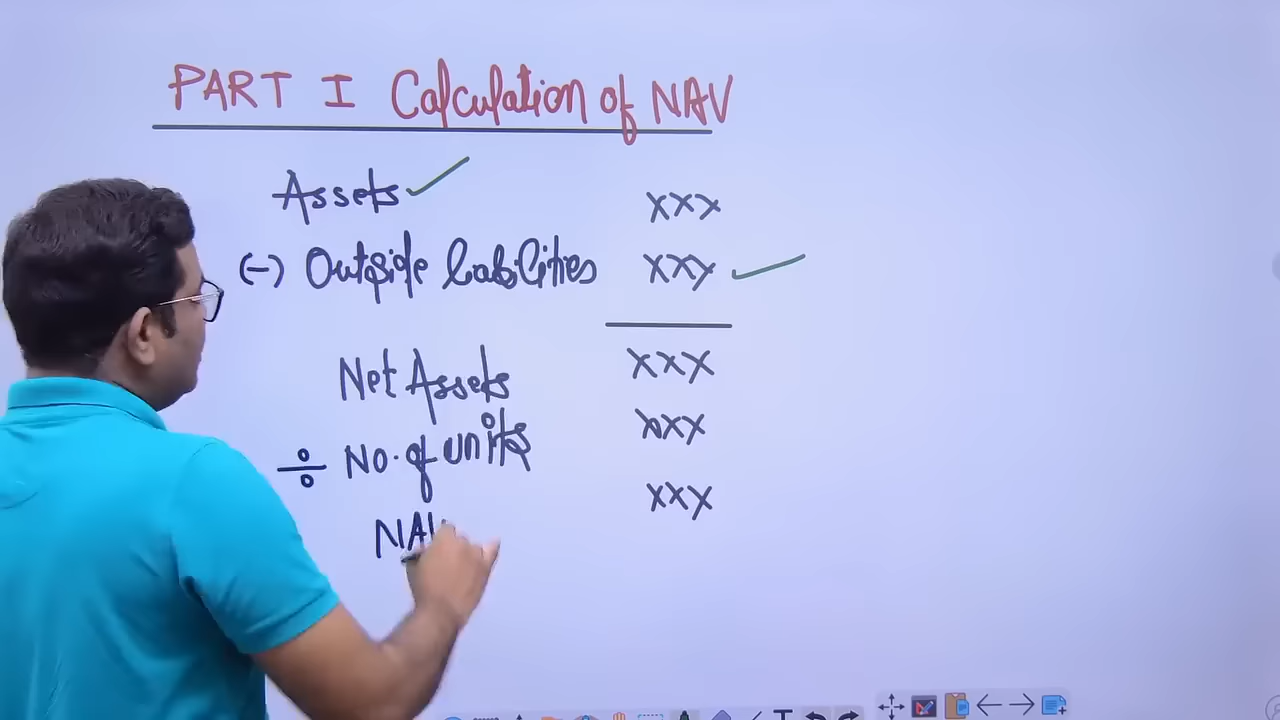 PART I Calculation of NAV
Assets xxx
(-) Outside liabilities xxx
Net Assets xxx
÷ No. of units xxx
NAV xxx